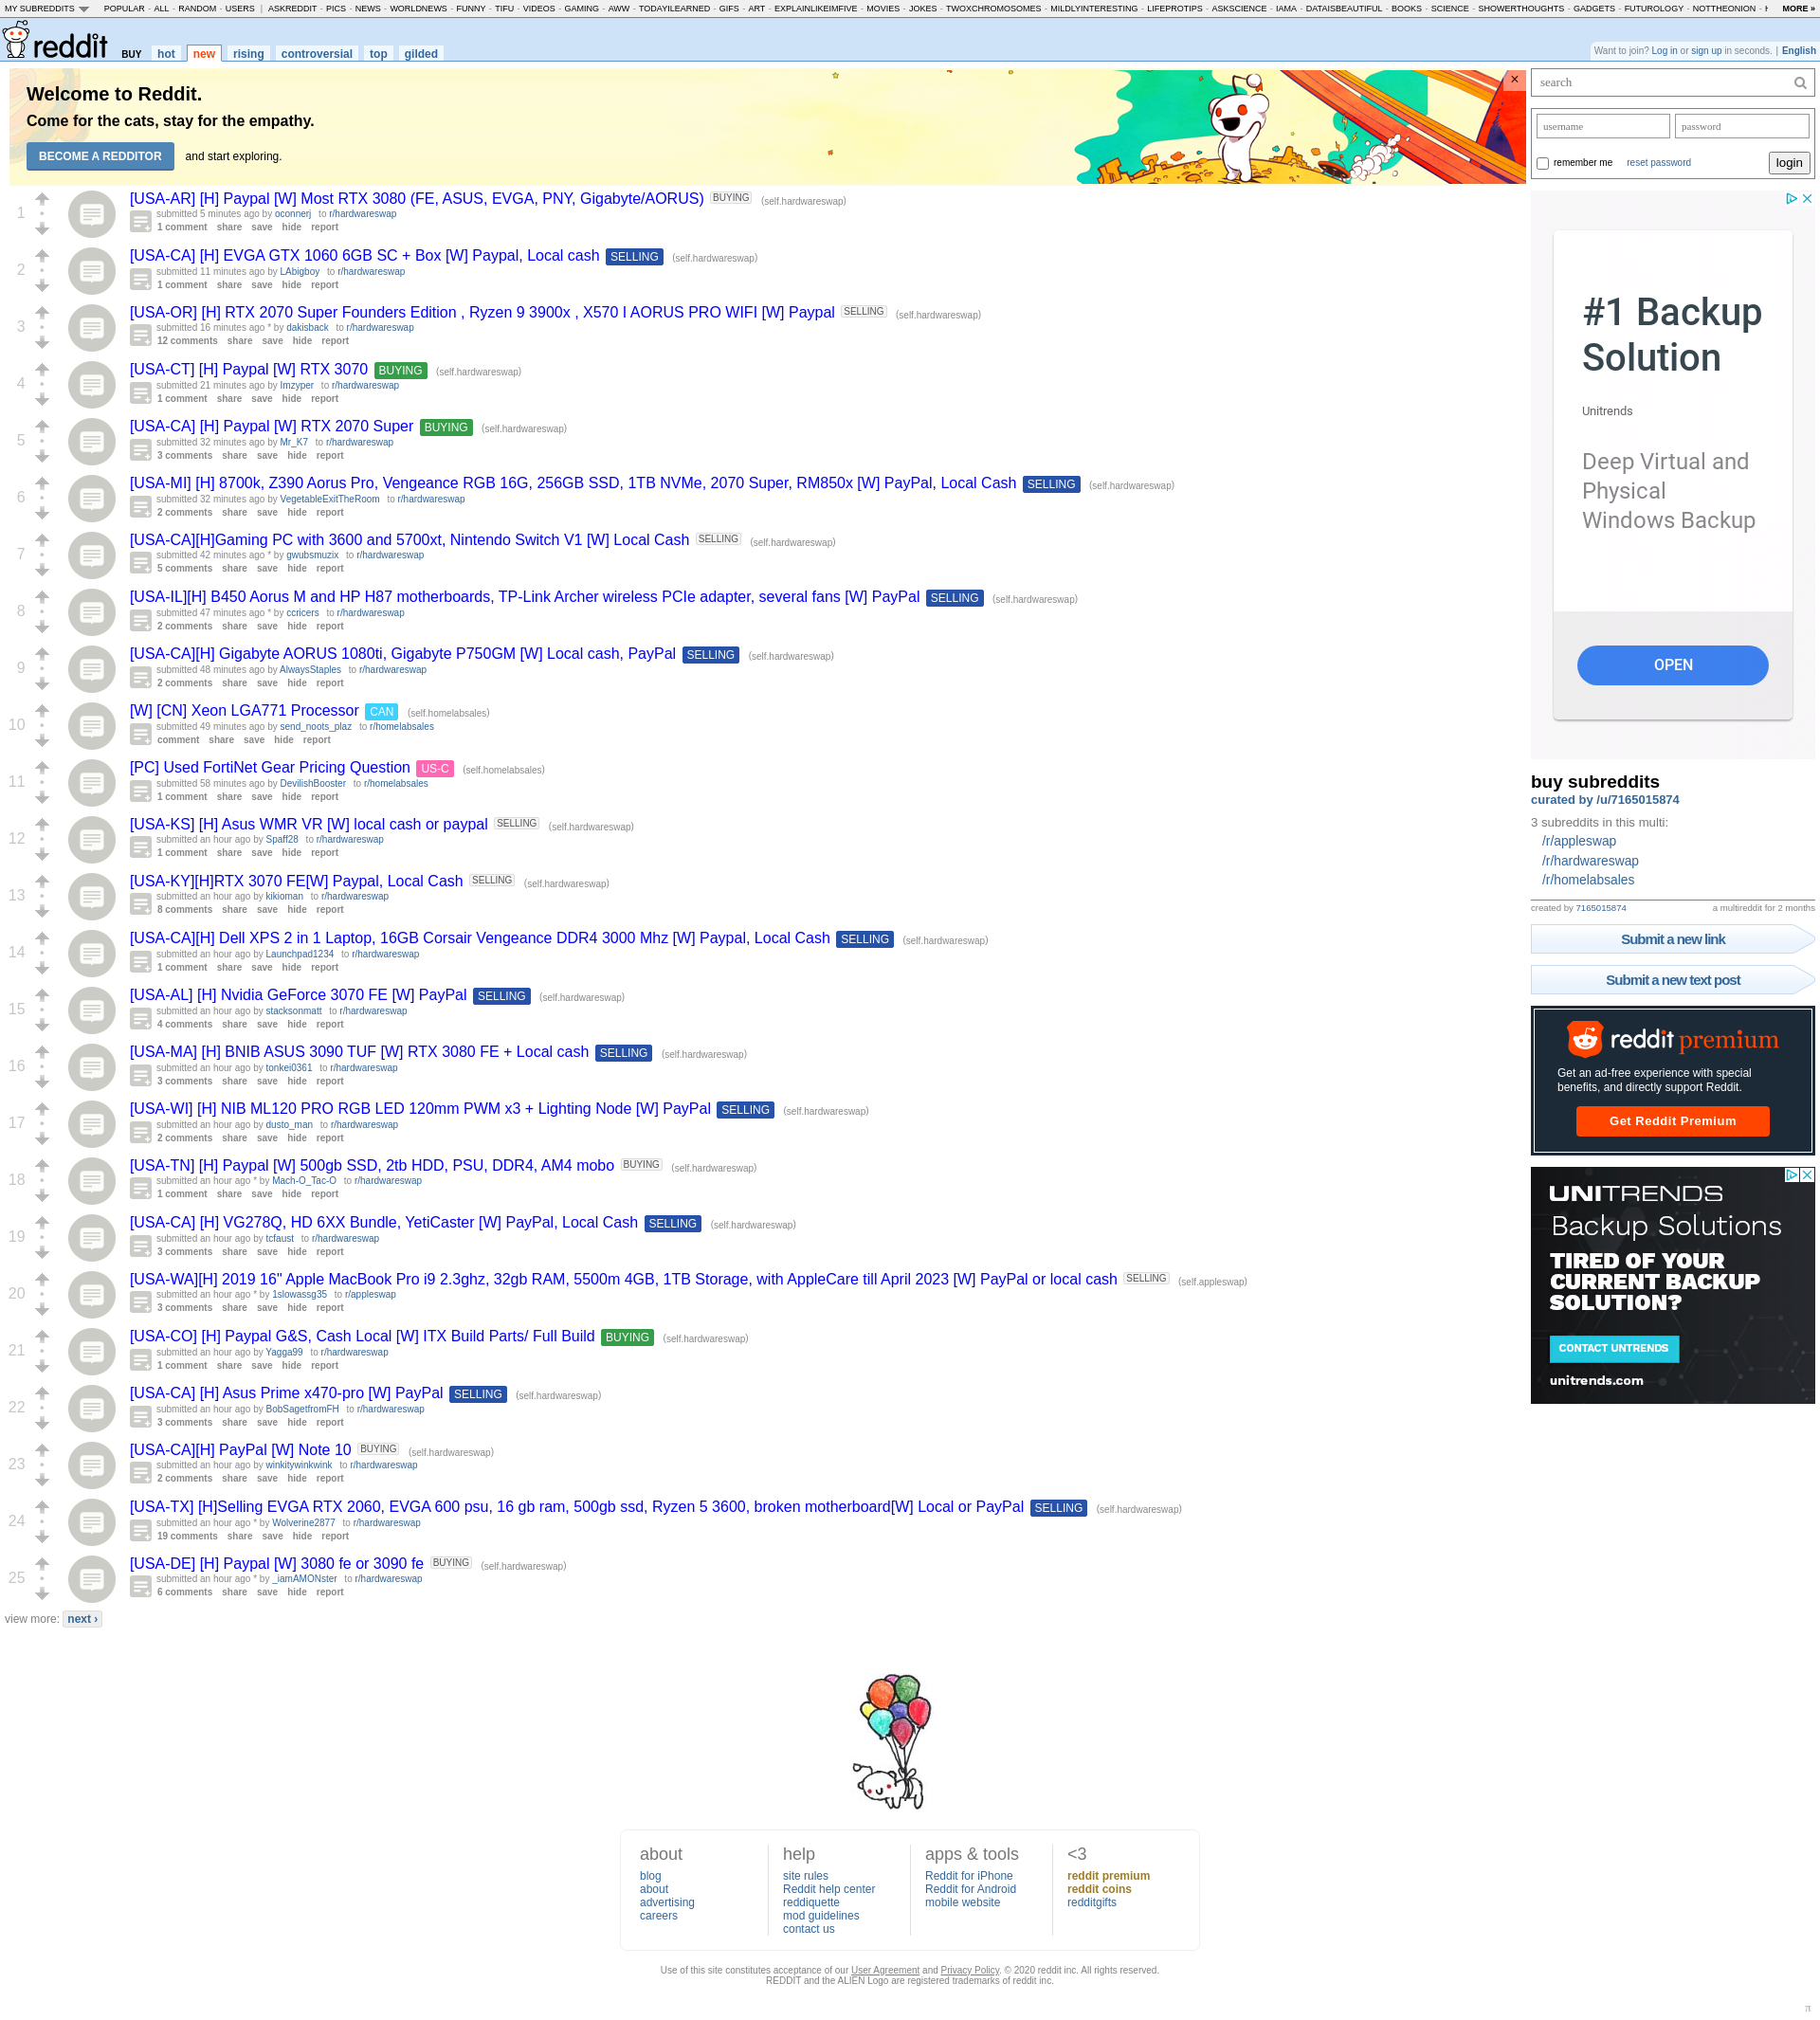 MY SUBREDDITS POPULAR - ALL - RANDOM - USERS | ASKREDDIT - PICS - NEWS - WORLDNEWS - FUNNY - TIFU - VIDEOS - GAMING - AWW - TODAYILEARNED - GIFS - ART - EXPLAINLIKEIMFIVE - MOVIES - JOKES - TWOXCHROMOSOMES - MILDLYINTERESTING - LIFEPROTIPS - ASKSCIENCE - IAMA - DATAISBEAUTIFUL - BOOKS - SCIENCE - SHOWERTHOUGHTS - GADGETS - FUTUROLOGY - NOTTHEONION - MORE »
reddit BUY hot new rising controversial top gilded
Want to join? Log in or sign up in seconds. | English
Welcome to Reddit.
Come for the cats, stay for the empathy.
BECOME A REDDITOR and start exploring.
×
1
[USA-AR] [H] Paypal [W] Most RTX 3080 (FE, ASUS, EVGA, PNY, Gigabyte/AORUS) BUYING (self.hardwareswap)
submitted 5 minutes ago by oconnerj to r/hardwareswap
1 comment share save hide report
2
[USA-CA] [H] EVGA GTX 1060 6GB SC + Box [W] Paypal, Local cash SELLING (self.hardwareswap)
submitted 11 minutes ago by LAbigboy to r/hardwareswap
1 comment share save hide report
3
[USA-OR] [H] RTX 2070 Super Founders Edition , Ryzen 9 3900x , X570 I AORUS PRO WIFI [W] Paypal SELLING (self.hardwareswap)
submitted 16 minutes ago * by dakisback to r/hardwareswap
12 comments share save hide report
4
[USA-CT] [H] Paypal [W] RTX 3070 BUYING (self.hardwareswap)
submitted 21 minutes ago by Imzyper to r/hardwareswap
1 comment share save hide report
5
[USA-CA] [H] Paypal [W] RTX 2070 Super BUYING (self.hardwareswap)
submitted 32 minutes ago by Mr_K7 to r/hardwareswap
3 comments share save hide report
6
[USA-MI] [H] 8700k, Z390 Aorus Pro, Vengeance RGB 16G, 256GB SSD, 1TB NVMe, 2070 Super, RM850x [W] PayPal, Local Cash SELLING (self.hardwareswap)
submitted 32 minutes ago by VegetableExitTheRoom to r/hardwareswap
2 comments share save hide report
7
[USA-CA][H]Gaming PC with 3600 and 5700xt, Nintendo Switch V1 [W] Local Cash SELLING (self.hardwareswap)
submitted 42 minutes ago * by gwubsmuzix to r/hardwareswap
5 comments share save hide report
8
[USA-IL][H] B450 Aorus M and HP H87 motherboards, TP-Link Archer wireless PCIe adapter, several fans [W] PayPal SELLING (self.hardwareswap)
submitted 47 minutes ago * by ccricers to r/hardwareswap
2 comments share save hide report
9
[USA-CA][H] Gigabyte AORUS 1080ti, Gigabyte P750GM [W] Local cash, PayPal SELLING (self.hardwareswap)
submitted 48 minutes ago by AlwaysStaples to r/hardwareswap
2 comments share save hide report
10
[W] [CN] Xeon LGA771 Processor CAN (self.homelabsales)
submitted 49 minutes ago by send_noots_plaz to r/homelabsales
comment share save hide report
11
[PC] Used FortiNet Gear Pricing Question US-C (self.homelabsales)
submitted 58 minutes ago by DevilishBooster to r/homelabsales
1 comment share save hide report
12
[USA-KS] [H] Asus WMR VR [W] local cash or paypal SELLING (self.hardwareswap)
submitted an hour ago by Spaff28 to r/hardwareswap
1 comment share save hide report
13
[USA-KY][H]RTX 3070 FE[W] Paypal, Local Cash SELLING (self.hardwareswap)
submitted an hour ago by kikioman to r/hardwareswap
8 comments share save hide report
14
[USA-CA][H] Dell XPS 2 in 1 Laptop, 16GB Corsair Vengeance DDR4 3000 Mhz [W] Paypal, Local Cash SELLING (self.hardwareswap)
submitted an hour ago by Launchpad1234 to r/hardwareswap
1 comment share save hide report
15
[USA-AL] [H] Nvidia GeForce 3070 FE [W] PayPal SELLING (self.hardwareswap)
submitted an hour ago by stacksonmatt to r/hardwareswap
4 comments share save hide report
16
[USA-MA] [H] BNIB ASUS 3090 TUF [W] RTX 3080 FE + Local cash SELLING (self.hardwareswap)
submitted an hour ago by tonkei0361 to r/hardwareswap
3 comments share save hide report
17
[USA-WI] [H] NIB ML120 PRO RGB LED 120mm PWM x3 + Lighting Node [W] PayPal SELLING (self.hardwareswap)
submitted an hour ago by dusto_man to r/hardwareswap
2 comments share save hide report
18
[USA-TN] [H] Paypal [W] 500gb SSD, 2tb HDD, PSU, DDR4, AM4 mobo BUYING (self.hardwareswap)
submitted an hour ago * by Mach-O_Tac-O to r/hardwareswap
1 comment share save hide report
19
[USA-CA] [H] VG278Q, HD 6XX Bundle, YetiCaster [W] PayPal, Local Cash SELLING (self.hardwareswap)
submitted an hour ago by tcfaust to r/hardwareswap
3 comments share save hide report
20
[USA-WA][H] 2019 16" Apple MacBook Pro i9 2.3ghz, 32gb RAM, 5500m 4GB, 1TB Storage, with AppleCare till April 2023 [W] PayPal or local cash SELLING (self.appleswap)
submitted an hour ago * by 1slowassg35 to r/appleswap
3 comments share save hide report
21
[USA-CO] [H] Paypal G&S, Cash Local [W] ITX Build Parts/ Full Build BUYING (self.hardwareswap)
submitted an hour ago by Yagga99 to r/hardwareswap
1 comment share save hide report
22
[USA-CA] [H] Asus Prime x470-pro [W] PayPal SELLING (self.hardwareswap)
submitted an hour ago by BobSagetfromFH to r/hardwareswap
3 comments share save hide report
23
[USA-CA][H] PayPal [W] Note 10 BUYING (self.hardwareswap)
submitted an hour ago by winkitywinkwink to r/hardwareswap
2 comments share save hide report
24
[USA-TX] [H]Selling EVGA RTX 2060, EVGA 600 psu, 16 gb ram, 500gb ssd, Ryzen 5 3600, broken motherboard[W] Local or PayPal SELLING (self.hardwareswap)
submitted an hour ago * by Wolverine2877 to r/hardwareswap
19 comments share save hide report
25
[USA-DE] [H] Paypal [W] 3080 fe or 3090 fe BUYING (self.hardwareswap)
submitted an hour ago * by _iamAMONster to r/hardwareswap
6 comments share save hide report
view more: next ›
search
username password
remember me reset password login
#1 Backup
Solution
Unitrends
Deep Virtual and
Physical
Windows Backup
OPEN
buy subreddits
curated by /u/7165015874
3 subreddits in this multi:
/r/appleswap
/r/hardwareswap
/r/homelabsales
created by 7165015874 a multireddit for 2 months
Submit a new link
Submit a new text post
reddit premium
Get an ad-free experience with special
benefits, and directly support Reddit.
Get Reddit Premium
UNITRENDS
Backup Solutions
TIRED OF YOUR
CURRENT BACKUP
SOLUTION?
CONTACT UNTRENDS
unitrends.com
about
blog
about
advertising
careers
help
site rules
Reddit help center
reddiquette
mod guidelines
contact us
apps & tools
Reddit for iPhone
Reddit for Android
mobile website
<3
reddit premium
reddit coins
redditgifts
Use of this site constitutes acceptance of our User Agreement and Privacy Policy. © 2020 reddit inc. All rights reserved.
REDDIT and the ALIEN Logo are registered trademarks of reddit inc.
π